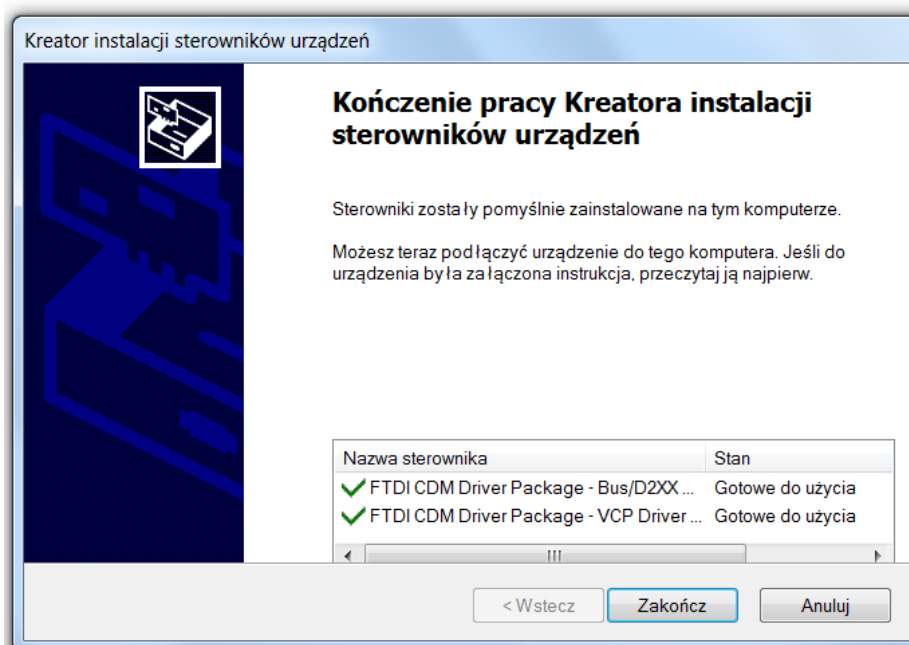 Kreator instalacji sterowników urządzeń
Kończenie pracy Kreatora instalacji
sterowników urządzeń
Sterowniki zostały pomyślnie zainstalowane na tym komputerze.
Możesz teraz podłączyć urządzenie do tego komputera. Jeśli do
urządzenia była załączona instrukcja, przeczytaj ją najpierw.
Nazwa sterownika Stan
FTDI CDM Driver Package - Bus/D2XX ... Gotowe do użycia
FTDI CDM Driver Package - VCP Driver ... Gotowe do użycia
< Wstecz Zakończ Anuluj